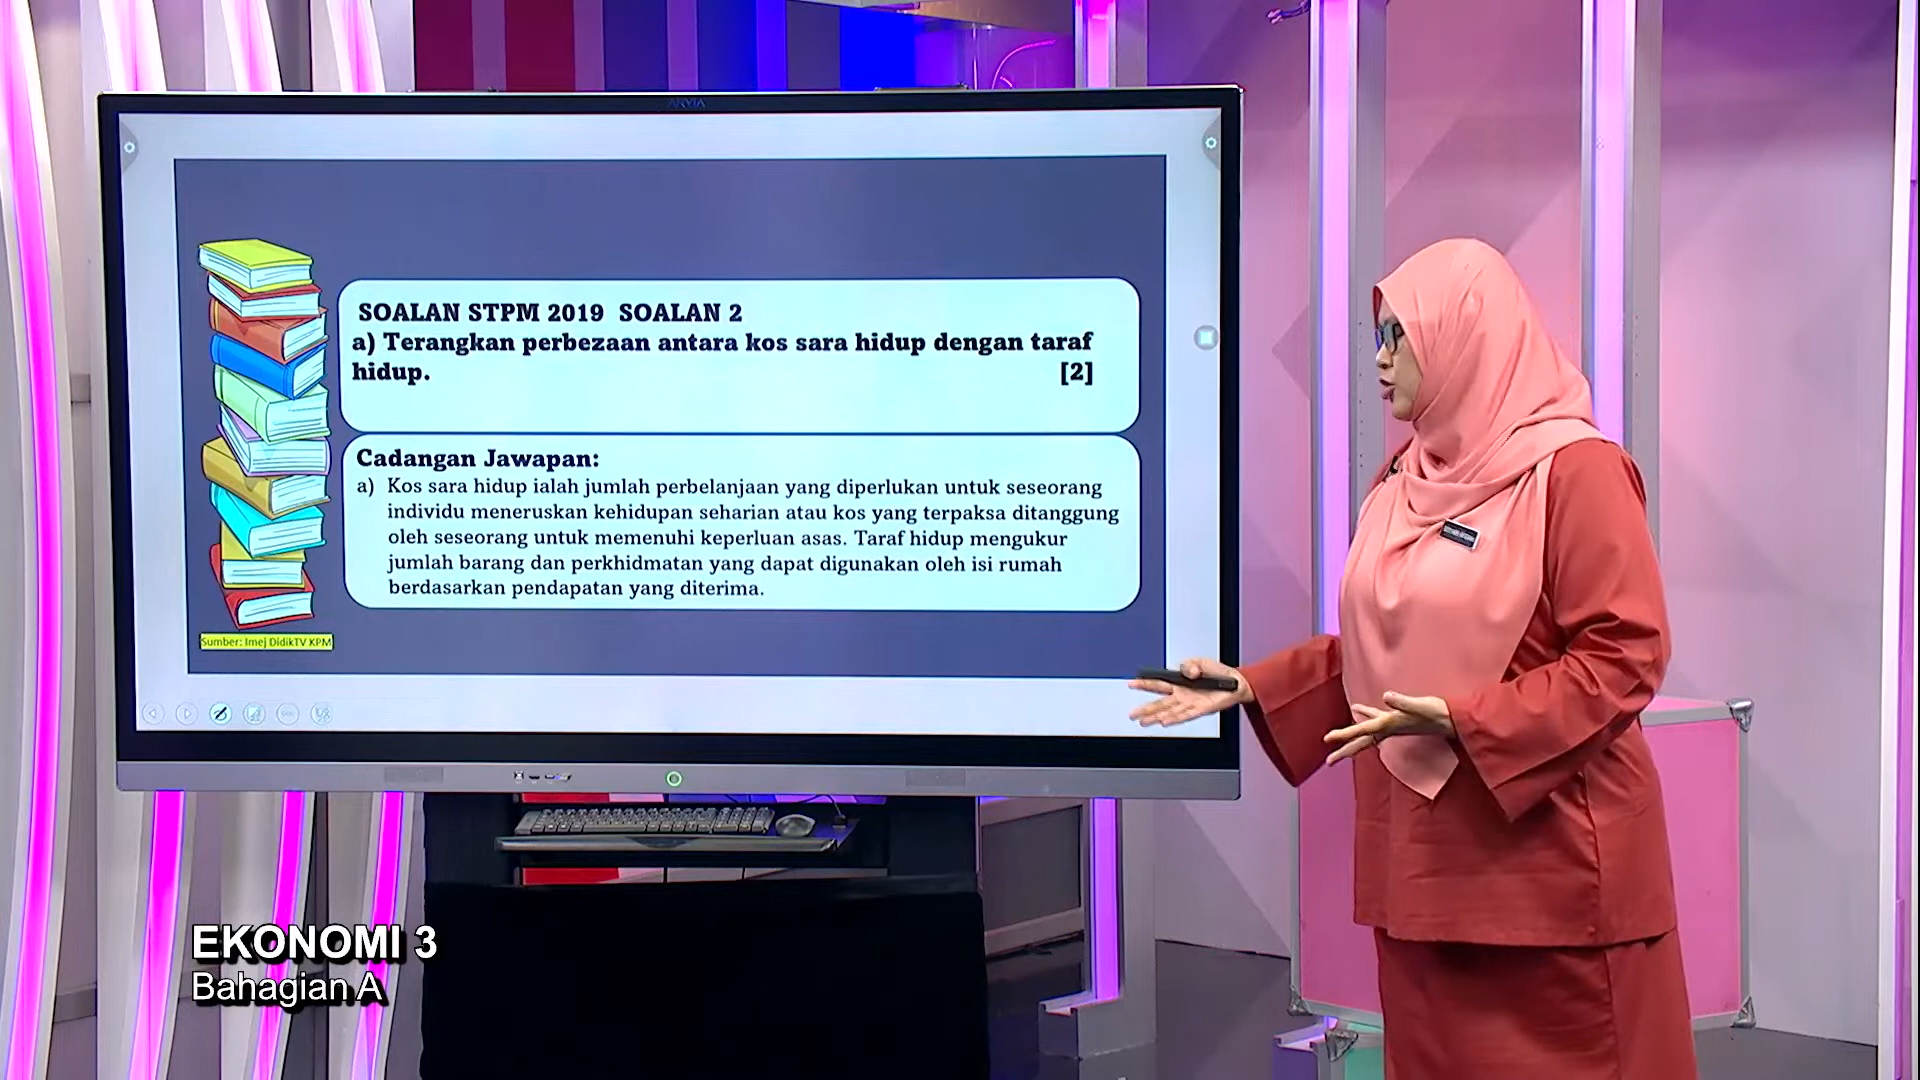 SOALAN STPM 2019 SOALAN 2
a) Terangkan perbezaan antara kos sara hidup dengan taraf
hidup. [2]
Cadangan Jawapan:
a) Kos sara hidup ialah jumlah perbelanjaan yang diperlukan untuk seseorang
individu meneruskan kehidupan seharian atau kos yang terpaksa ditanggung
oleh seseorang untuk memenuhi keperluan asas. Taraf hidup mengukur
jumlah barang dan perkhidmatan yang dapat digunakan oleh isi rumah
berdasarkan pendapatan yang diterima.
Sumber: Imej DidikTV KPM
EKONOMI 3
Bahagian A